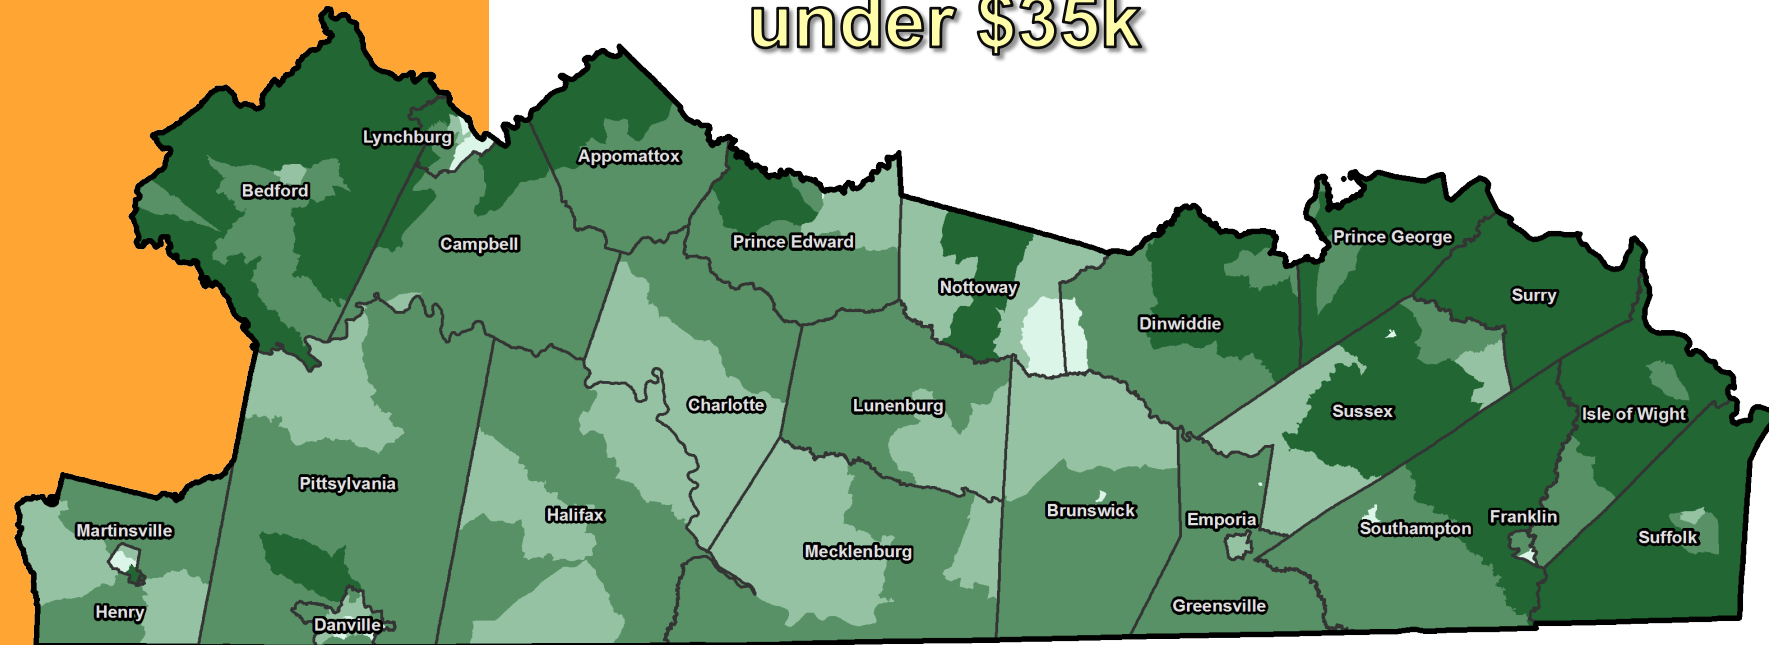 under $35k
Lynchburg
Appomattox
Bedford
Campbell
Prince Edward
Prince George
Nottoway
Surry
Dinwiddie
Charlotte
Lunenburg
Sussex
Isle of Wight
Pittsylvania
Halifax
Brunswick
Emporia
Franklin
Southampton
Martinsville
Suffolk
Mecklenburg
Henry
Greensville
Danville